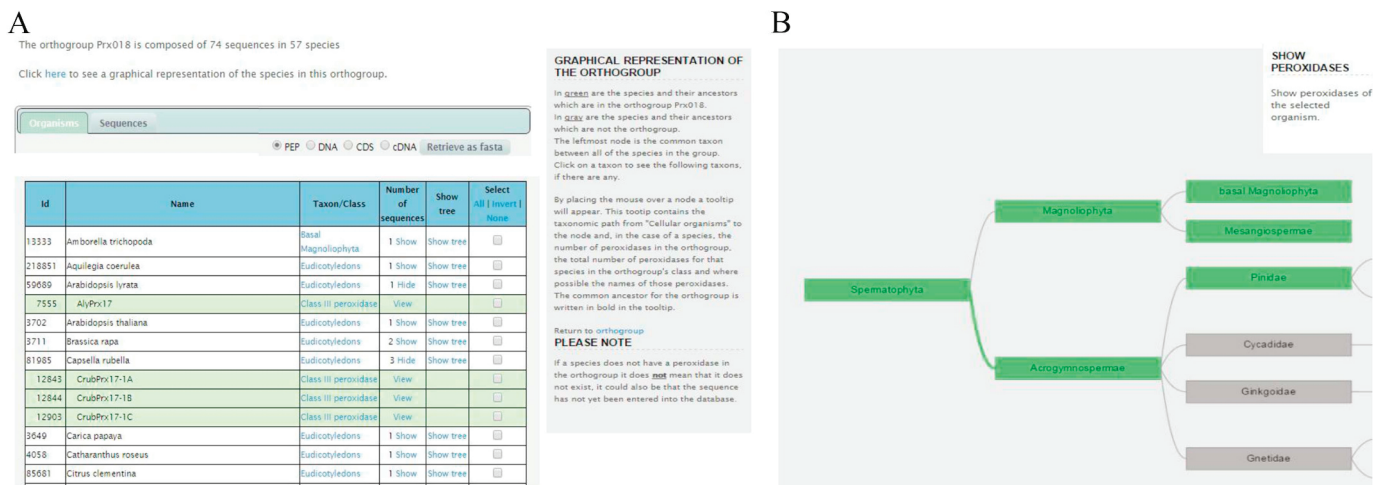 A
The orthogroup Prx018 is composed of 74 sequences in 57 species
Click here to see a graphical representation of the species in this orthogroup.
Organisms Sequences
PEP DNA CDS cDNA Retrieve as fasta
Id Name Taxon/Class Number of sequences Show tree Select All | Invert | None
13333 Amborella trichopoda Basal Magnoliophyta 1 Show Show tree
218851 Aquilegia coerulea Eudicotyledons 1 Show Show tree
59689 Arabidopsis lyrata Eudicotyledons 1 Hide Show tree
7555 AlyPrx17 Class III peroxidase View
3702 Arabidopsis thaliana Eudicotyledons 1 Show Show tree
3711 Brassica rapa Eudicotyledons 2 Show Show tree
81985 Capsella rubella Eudicotyledons 3 Hide Show tree
12843 CrubPrx17-1A Class III peroxidase View
12844 CrubPrx17-1B Class III peroxidase View
12903 CrubPrx17-1C Class III peroxidase View
3649 Carica papaya Eudicotyledons 1 Show Show tree
4058 Catharanthus roseus Eudicotyledons 1 Show Show tree
85681 Citrus clementina Eudicotyledons 1 Show Show tree
GRAPHICAL REPRESENTATION OF
THE ORTHOGROUP
In green are the species and their ancestors
which are in the orthogroup Prx018.
In gray are the species and their ancestors
which are not the orthogroup.
The leftmost node is the common taxon
between all of the species in the group.
Click on a taxon to see the following taxons,
if there are any.
By placing the mouse over a node a tooltip
will appear. This tootip contains the
taxonomic path from "Cellular organisms" to
the node and, in the case of a species, the
number of peroxidases in the orthogroup,
the total number of peroxidases for that
species in the orthogroup's class and where
possible the names of those peroxidases.
The common ancestor for the orthogroup is
written in bold in the tooltip.
Return to orthogroup
PLEASE NOTE
If a species does not have a peroxidase in
the orthogroup it does not mean that it does
not exist, it could also be that the sequence
has not yet been entered into the database.
B
SHOW
PEROXIDASES
Show peroxidases of
the selected
organism.
basal Magnoliophyta
Magnoliophyta
Mesangiospermae
Spermatophyta
Pinidae
Cycadidae
Acrogymnospermae
Ginkgoidae
Gnetidae